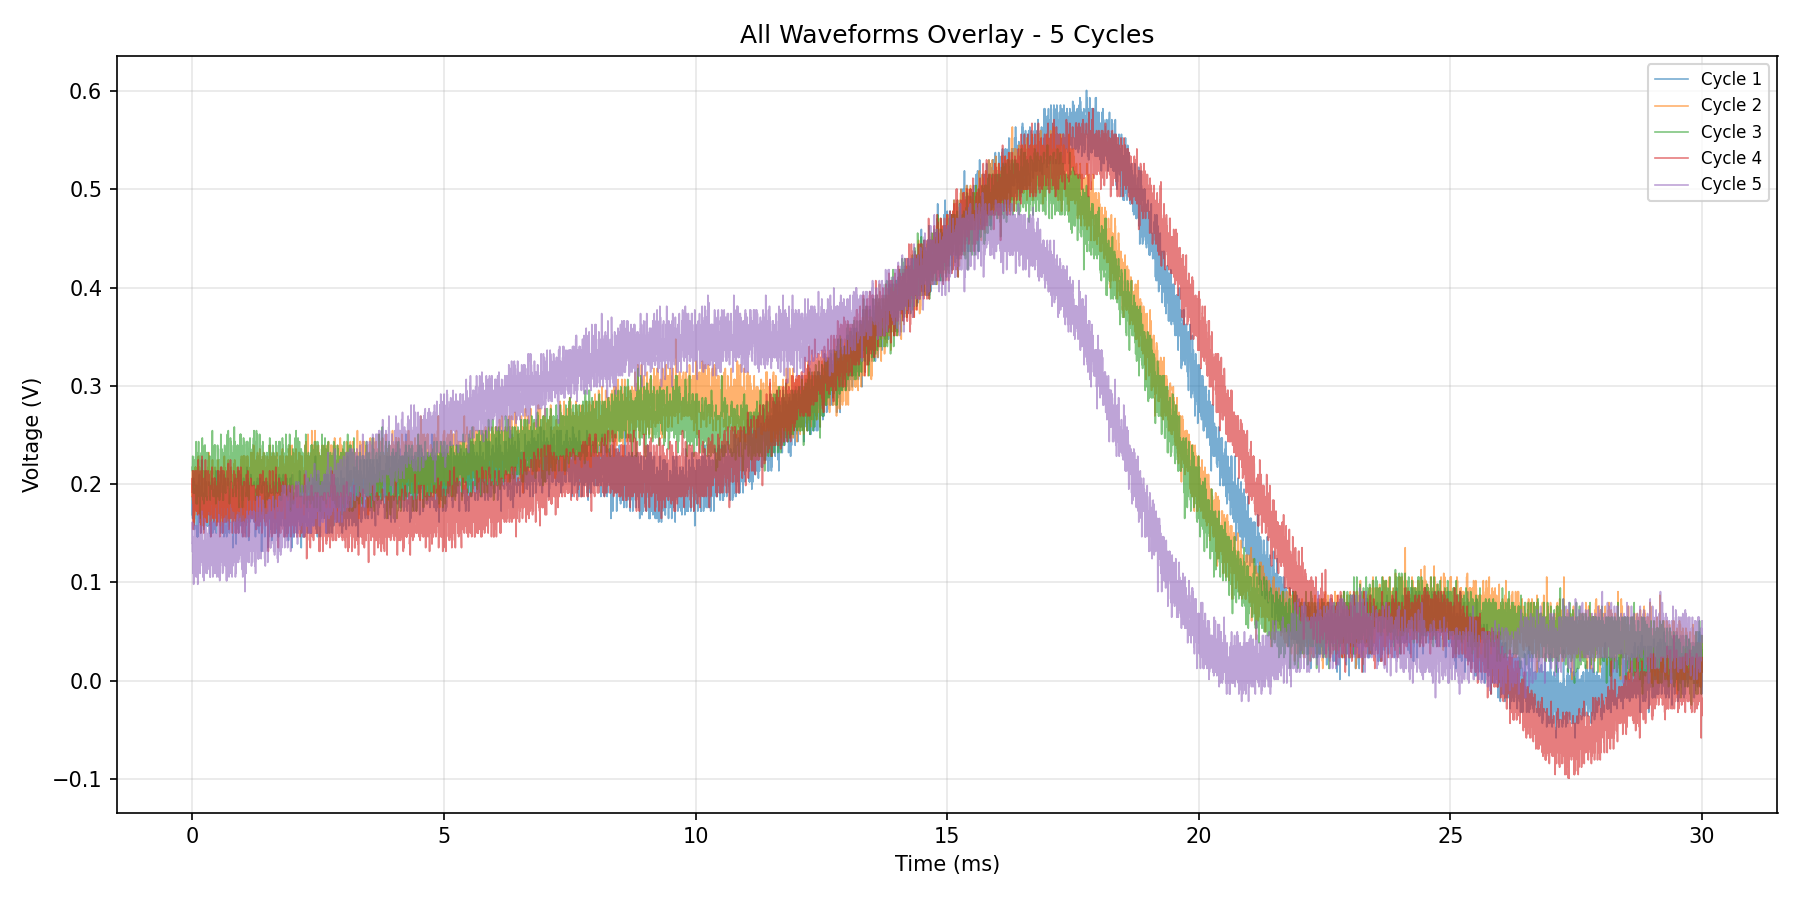 All Waveforms Overlay - 5 Cycles
Cycle 1
Cycle 2
Cycle 3
Cycle 4
Cycle 5
Voltage (V)
0.6
0.5
0.4
0.3
0.2
0.1
0.0
−0.1
0 5 10 15 20 25 30
Time (ms)